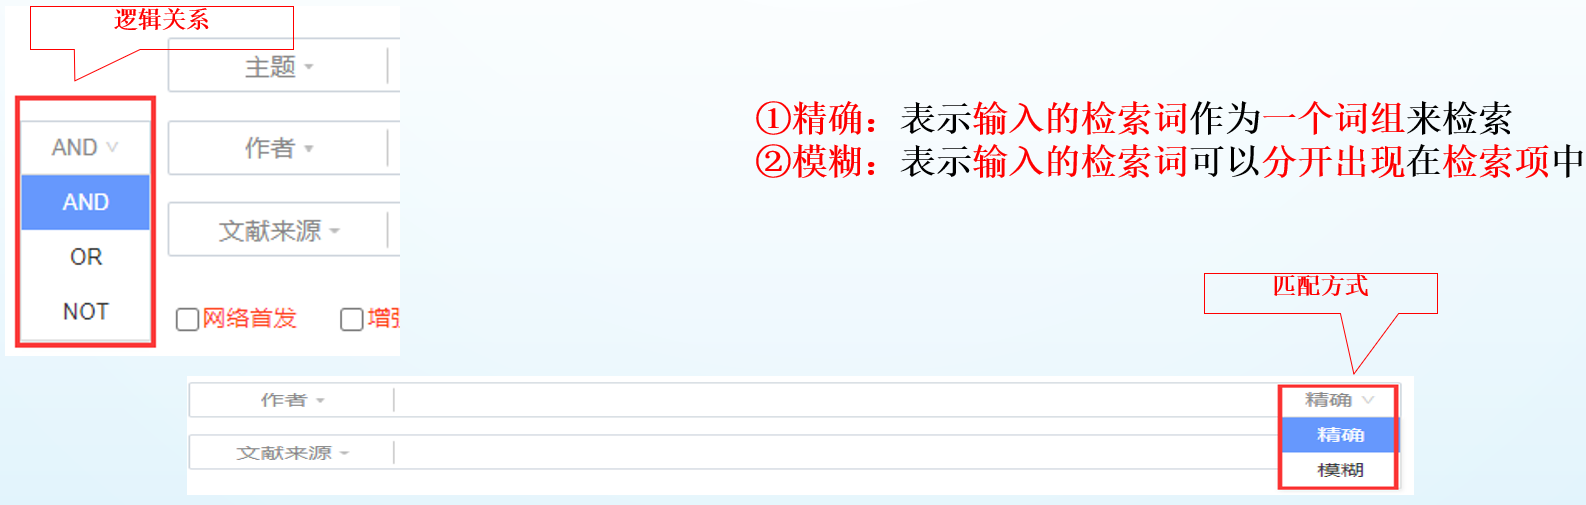 逻辑关系
主题
AND
作者
AND
OR
文献来源
NOT
网络首发
增强
①精确：表示输入的检索词作为一个词组来检索
②模糊：表示输入的检索词可以分开出现在检索项中
匹配方式
作者
精确
精确
文献来源
模糊